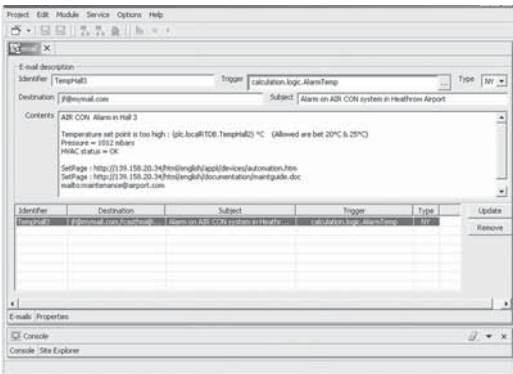 Project Edit Module Service Options Help
E-mail
E-mail description
Identifier TempHall3 Trigger calculation.logic.AlarmTemp ... Type NY
Destination jf@mymail.com Subject Alarm on AIR CON system in Heathrow Airport
Contents AIR CON Alarm in Hall 3
Temperature set point is too high : (plc.localRTDB.TempHall2) °C (Allowed are bet 20°C & 25°C)
Pressure = 1012 mbars
HVAC status = OK
SetPage : http://139.158.20.34/html/english/appl/devices/automation.htm
SetPage : http://139.158.20.34/html/english/documentation/maintguide.doc
mailto:maintenanse@airport.com
Identifer Destination Subject Trigger Type
TempHall3 Alarm on AIR CON system in Heathr... calculation.logic.AlarmTemp NY
Update
Remove
E-mails Properties
Console
Console Site Explorer